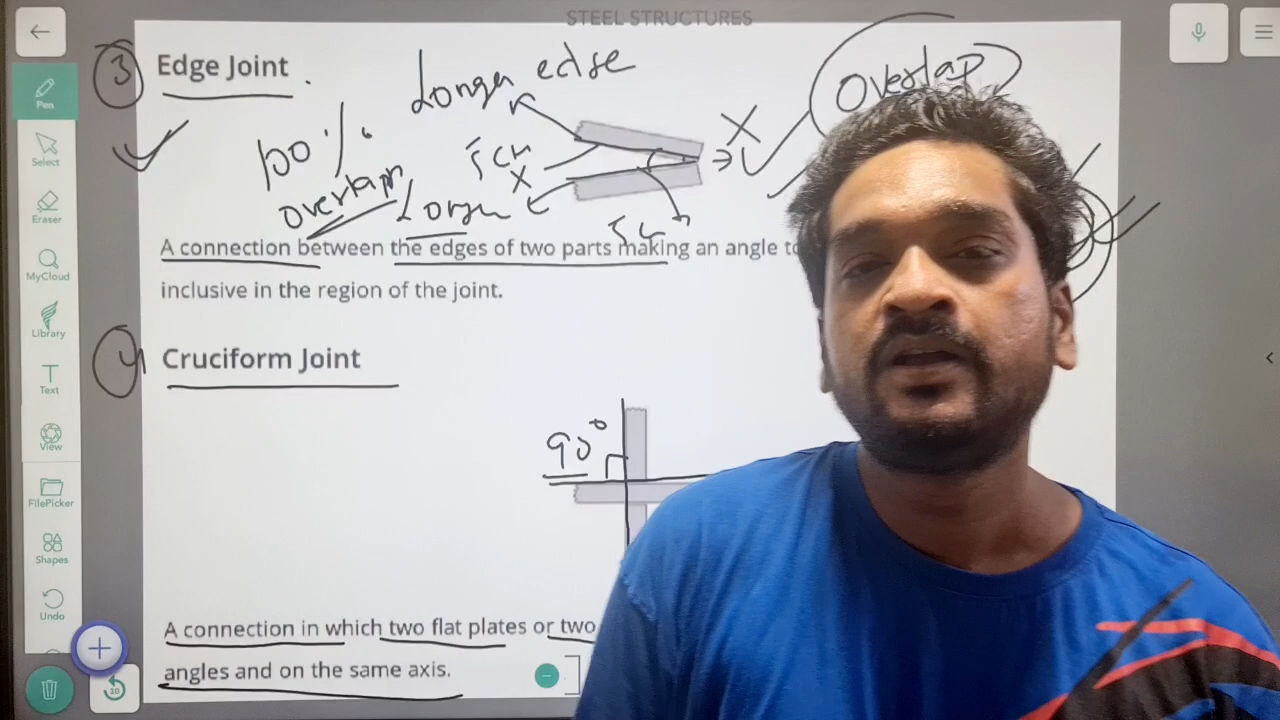 STEEL STRUCTURES
3
Edge Joint
Longer edse
Overlap
Pen
100%
X
Select
X
overlap
Longer
Eraser
A connection between the edges of two parts making an angle
MyCloud
inclusive in the region of the joint.
Library
4
Cruciform Joint
Text
View
90°
FilePicker
Shapes
Undo
A connection in which two flat plates or two
angles and on the same axis.
30